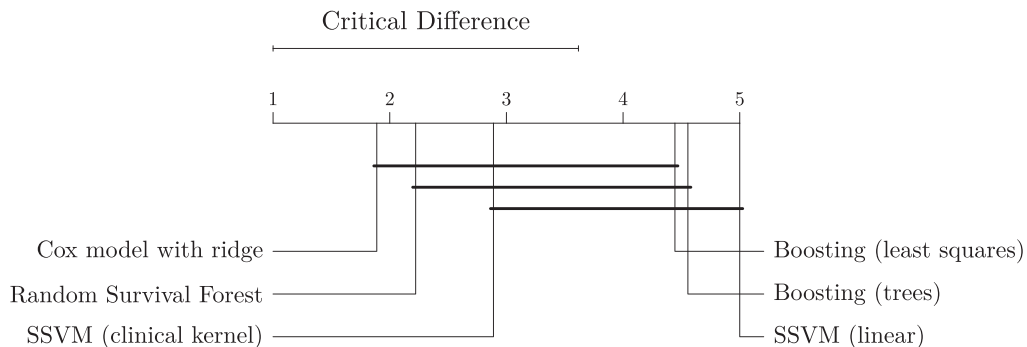 Critical Difference
1 2 3 4 5
Cox model with ridge Boosting (least squares)
Random Survival Forest Boosting (trees)
SSVM (clinical kernel) SSVM (linear)